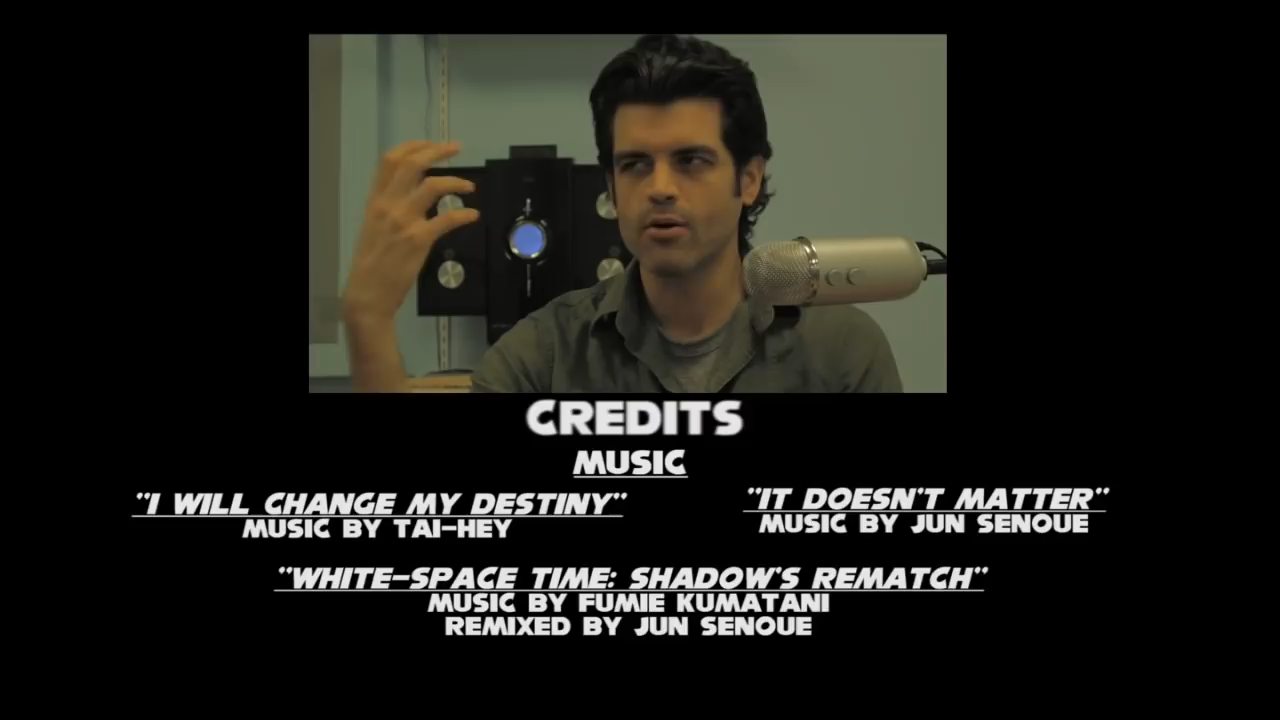 CREDITS
MUSIC
"I WILL CHANGE MY DESTINY"
MUSIC BY TAI-HEY
"IT DOESN'T MATTER"
MUSIC BY JUN SENOUE
"WHITE-SPACE TIME: SHADOW'S REMATCH"
MUSIC BY FUMIE KUMATANI
REMIXED BY JUN SENOUE